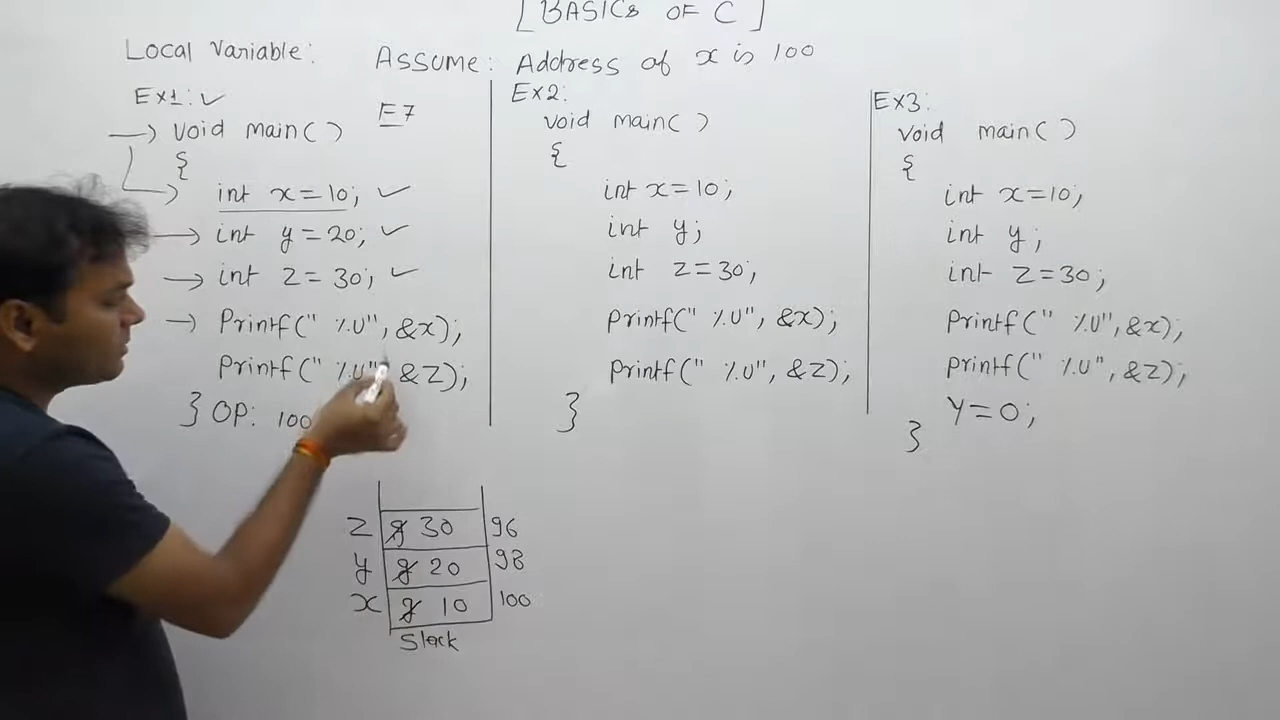 [BASICS OF C]
Local Variable:
Assume: Address of x is 100
Ex1: ✓
F7
void main( )
{
int x=10; ✓
int y=20; ✓
int z=30; ✓
Printf(" %u", &x);
Printf(" %u" &z);
} OP: 100
z g 30 96
y g 20 98
x g 10 100
Stack
Ex2:
void main( )
{
int x=10;
int y;
int z=30;
Printf(" %u", &x);
Printf(" %u", &z);
}
Ex3:
void main( )
{
int x=10;
int y;
int z=30;
Printf(" %u", &x);
Printf(" %u", &z);
Y=0;
}